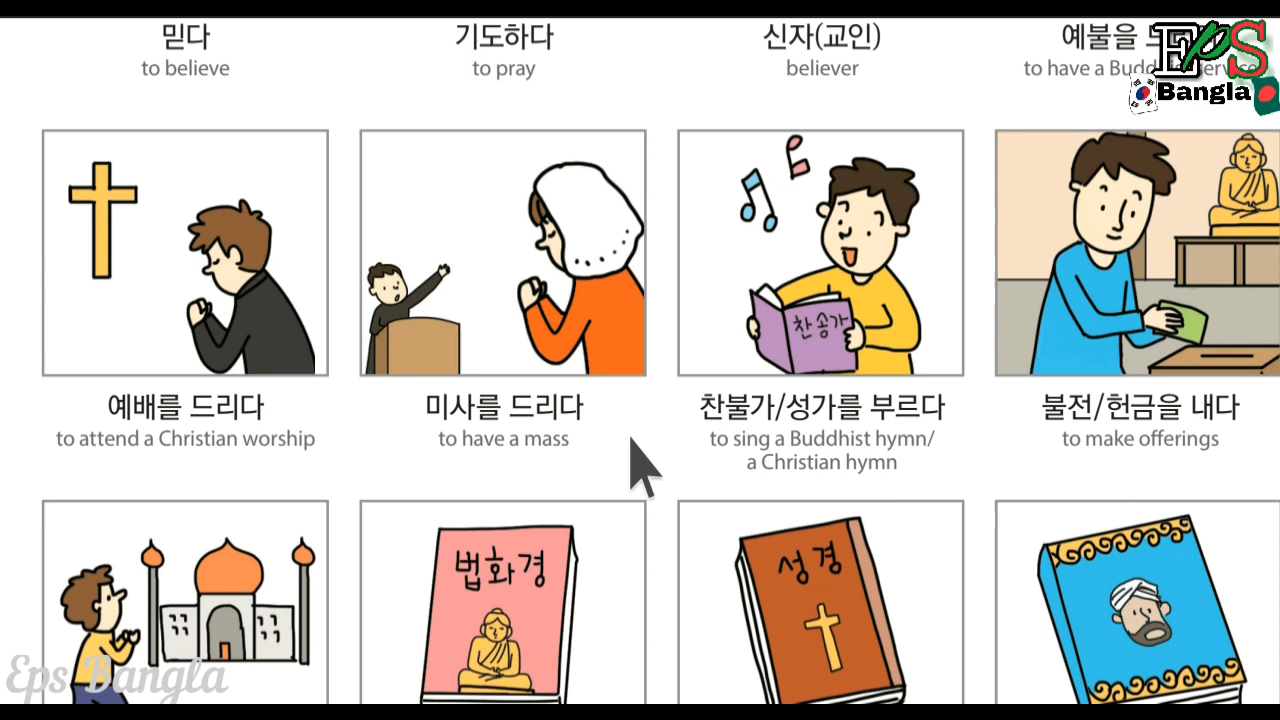 믿다
기도하다
신자(교인)
예불을
to believe
to pray
believer
to have a
EPS
Bangla
찬송가
예배를 드리다
미사를 드리다
찬불가/성가를 부르다
불전/헌금을 내다
to attend a Christian worship
to have a mass
to sing a Buddhist hymn/
a Christian hymn
to make offerings
법화경
성경
Eps Bangla